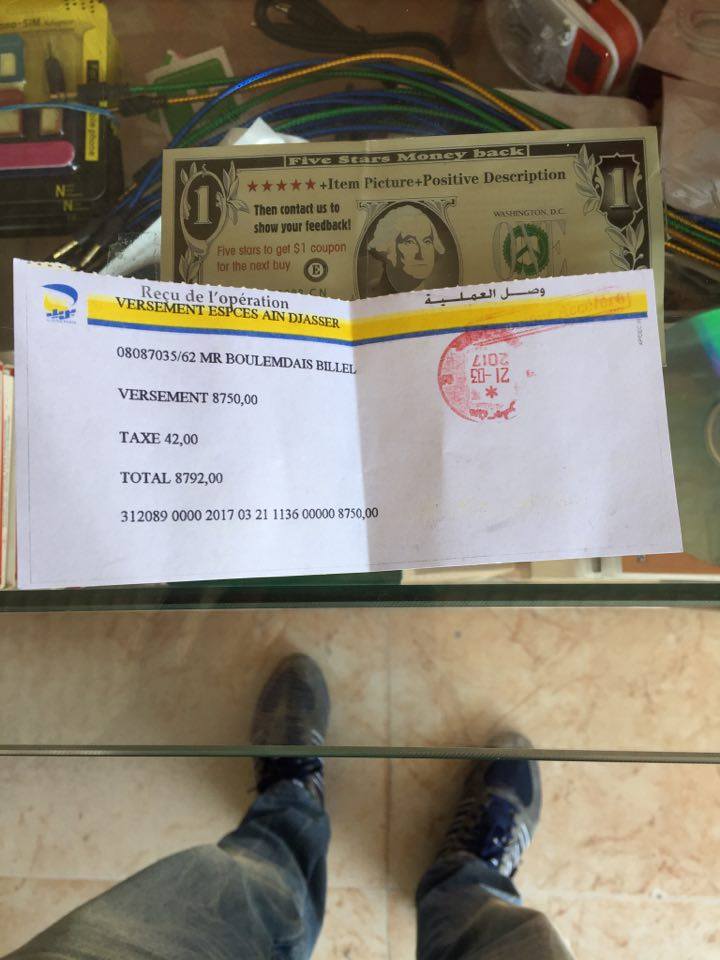 Five Stars Money back
1
★★★★★+Item Picture+Positive Description
1
Then contact us to
show your feedback!
WASHINGTON, D.C.
Five stars to get $1 coupon
for the next buy
E
ONE
Reçu de l'opération
وصل العملية
VERSEMENT ESPCES AIN DJASSER
08087035/62 MR BOULEMDAIS BILLEL
21-03
2017
VERSEMENT 8750,00
TAXE 42,00
TOTAL 8792,00
312089 0000 2017 03 21 1136 00000 8750,00